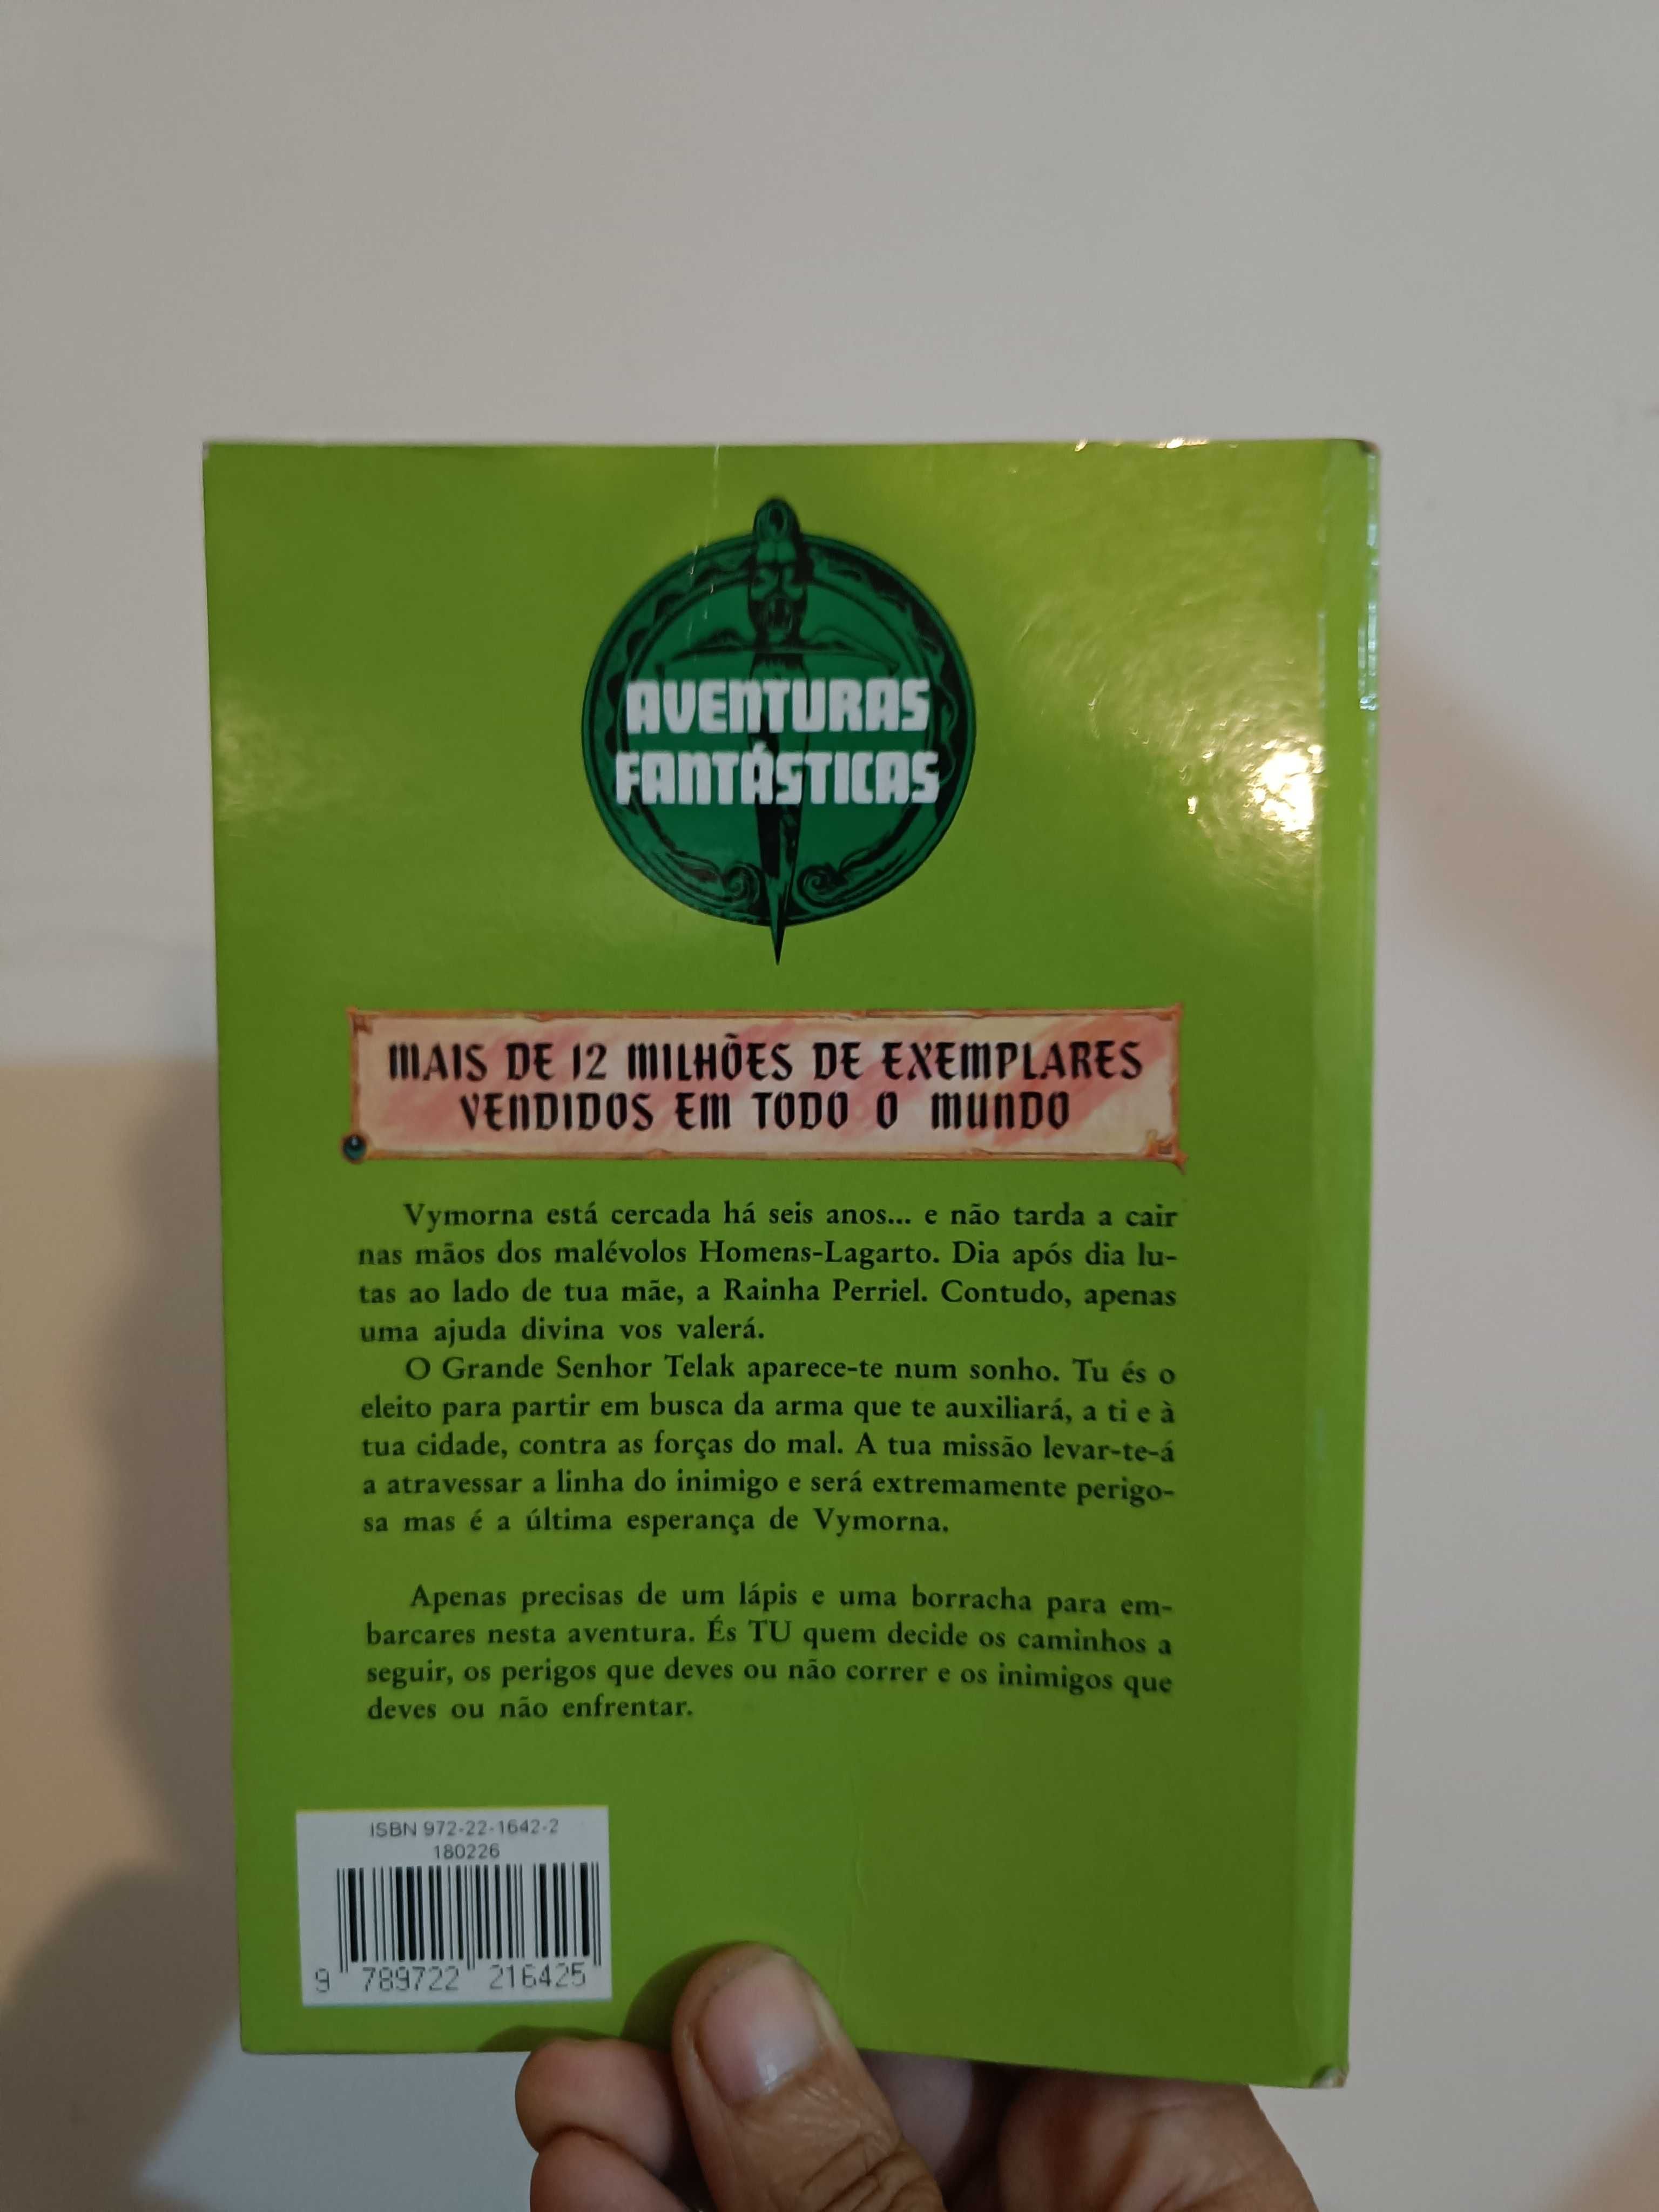 AVENTURAS
FANTÁSTICAS
MAIS DE 12 MILHÕES DE EXEMPLARES
VENDIDOS EM TODO O MUNDO
Vymorna está cercada há seis anos... e não tarda a cair
nas mãos dos malévolos Homens-Lagarto. Dia após dia lu-
tas ao lado de tua mãe, a Rainha Perriel. Contudo, apenas
uma ajuda divina vos valerá.
O Grande Senhor Telak aparece-te num sonho. Tu és o
eleito para partir em busca da arma que te auxiliará, a ti e à
tua cidade, contra as forças do mal. A tua missão levar-te-á
a atravessar a linha do inimigo e será extremamente perigo-
sa mas é a última esperança de Vymorna.
Apenas precisas de um lápis e uma borracha para em-
barcares nesta aventura. És TU quem decide os caminhos a
seguir, os perigos que deves ou não correr e os inimigos que
deves ou não enfrentar.
ISBN 972-22-1642-2
180226
9 789722 216425